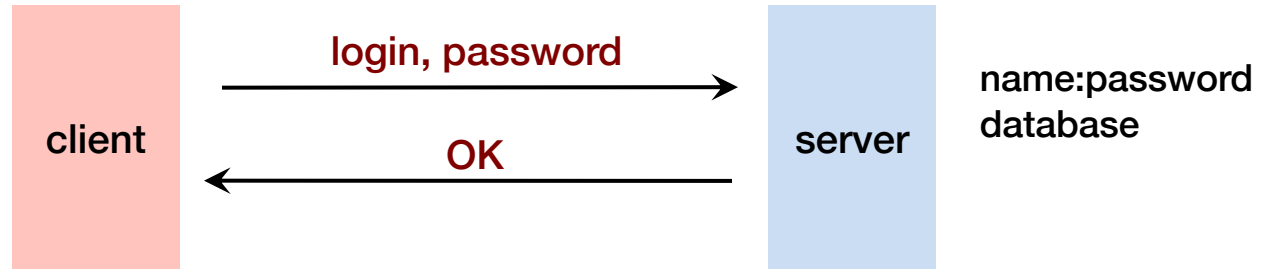 client
login, password
OK
server
name:password
database